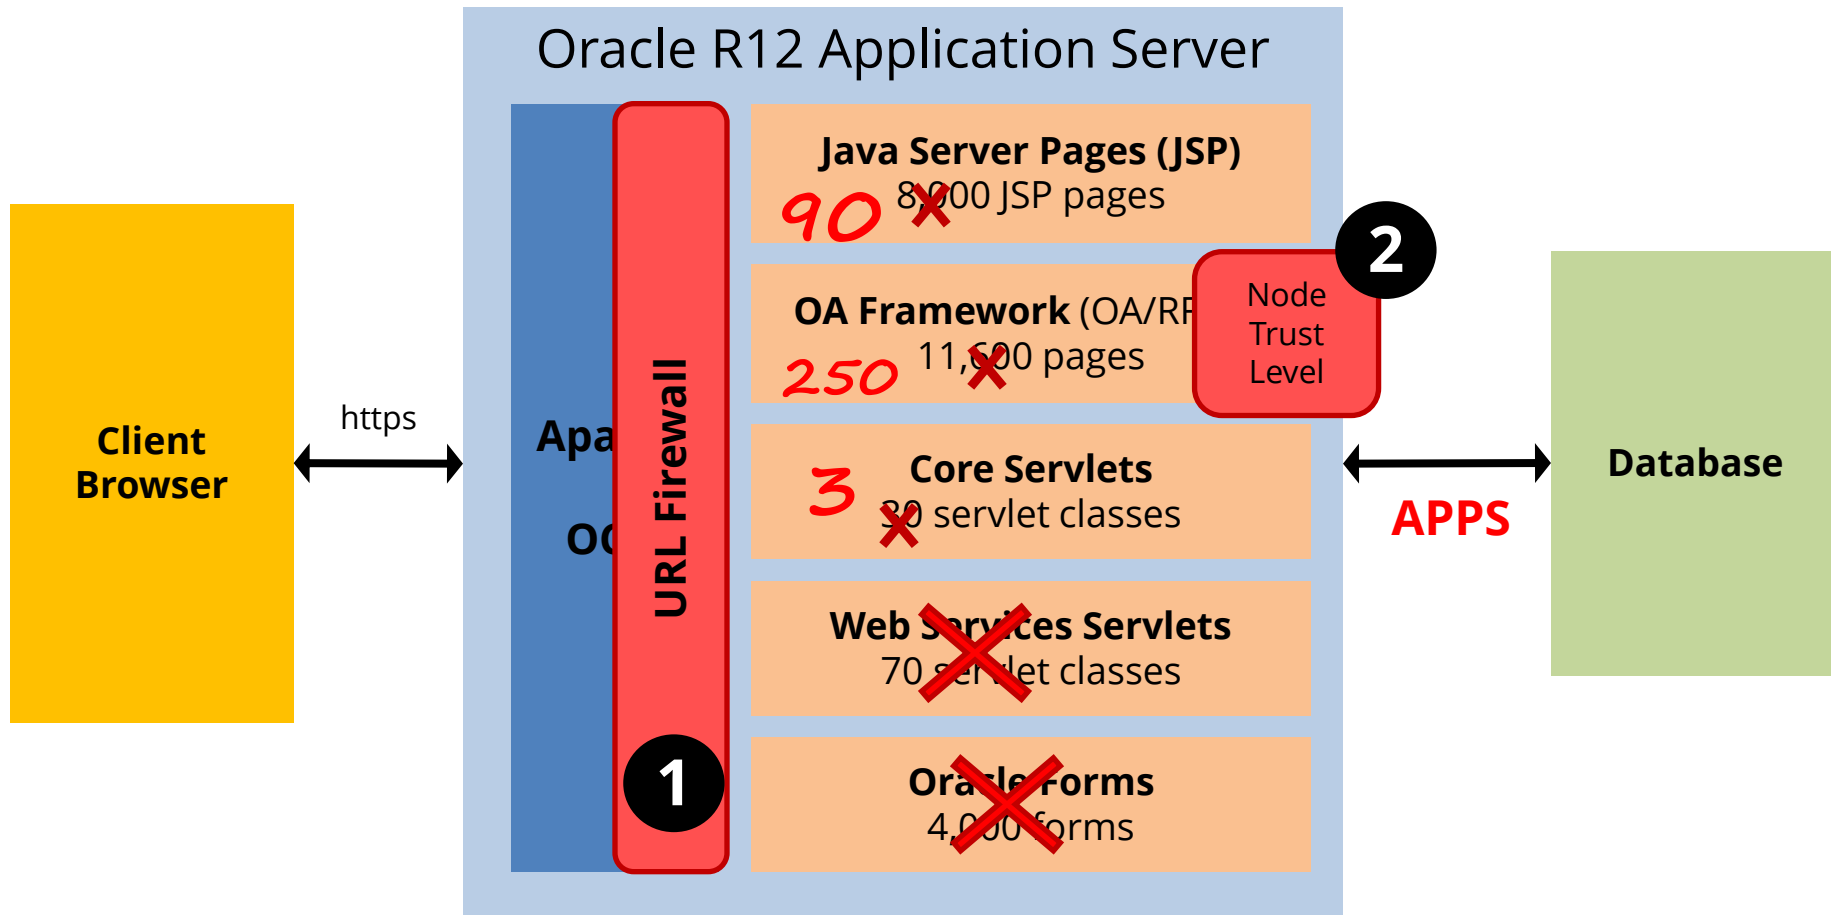 Oracle R12 Application Server
Client
Browser
https
Apa
OC
URL Firewall
1
Java Server Pages (JSP)
8,000 JSP pages
90
OA Framework (OA/RF
11,600 pages
250
Node
Trust
Level
2
Core Servlets
30 servlet classes
3
Web Services Servlets
70 servlet classes
Oracle Forms
4,000 forms
APPS
Database